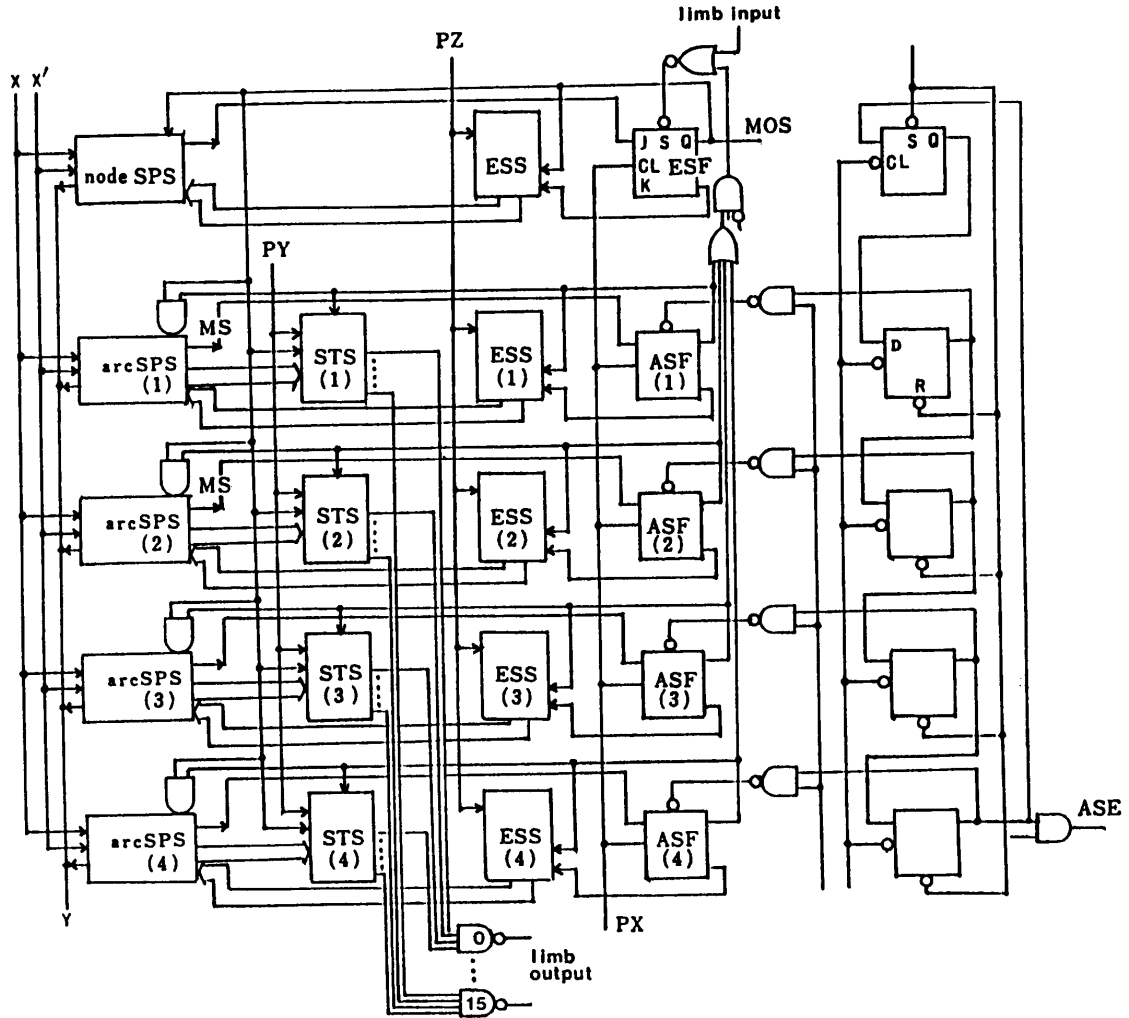 limb input
PZ
X X′
MOS
J S Q
CL ESF
K
S Q
CL
ESS
node SPS
PY
MS
arcSPS
(1)
STS
(1)
ESS
(1)
ASF
(1)
D
R
MS
arcSPS
(2)
STS
(2)
ESS
(2)
ASF
(2)
arcSPS
(3)
STS
(3)
ESS
(3)
ASF
(3)
arcSPS
(4)
STS
(4)
ESS
(4)
ASF
(4)
ASE
Y
PX
0
limb
output
15